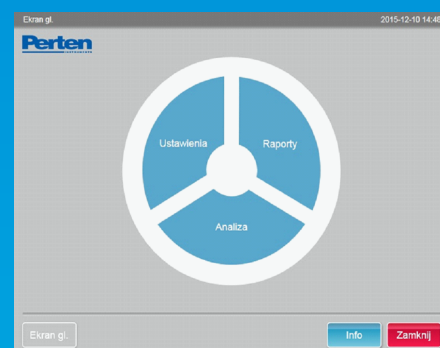 Ekran gł.
2015-12-10 14:46
Perten
Ustawienia
Raporty
Analiza
Ekran gł.
Info
Zamknij